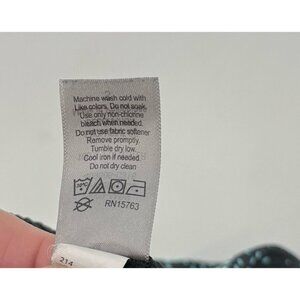 Machine wash cold with
Like colors. Do not soak.
Use only non-chlorine
bleach when needed.
Do not use fabric softener
Remove promptly.
Tumble dry low.
Cool iron if needed
Do not dry clean
RN15763
214